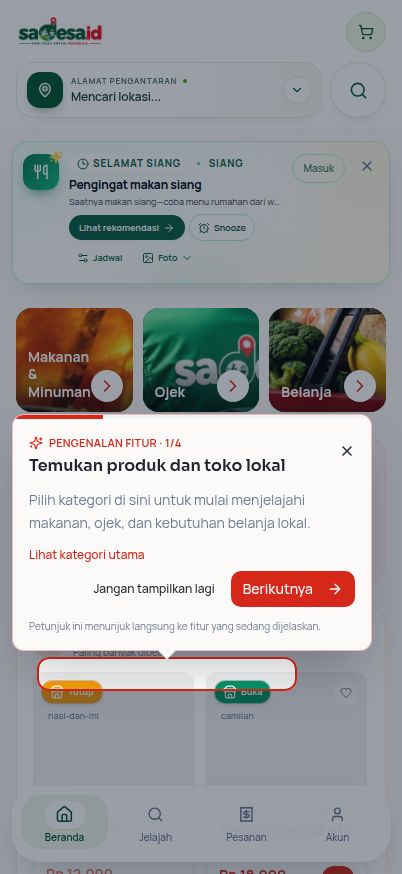 sadesaid
ALAMAT PENGANTARAN
Mencari lokasi...
SELAMAT SIANG • SIANG
Masuk
Pengingat makan siang
Saatnya makan siang—coba menu rumahan dari w...
Lihat rekomendasi
Snooze
Jadwal
Foto
Makanan
&
Minuman
Ojek
Belanja
PENGENALAN FITUR · 1/4
Temukan produk dan toko lokal
Pilih kategori di sini untuk mulai menjelajahi
makanan, ojek, dan kebutuhan belanja lokal.
Lihat kategori utama
Jangan tampilkan lagi
Berikutnya
Petunjuk ini menunjuk langsung ke fitur yang sedang dijelaskan.
Paling banyak
Tutup
Buka
nasi-dan-mi
camilan
Beranda
Jelajah
Pesanan
Akun